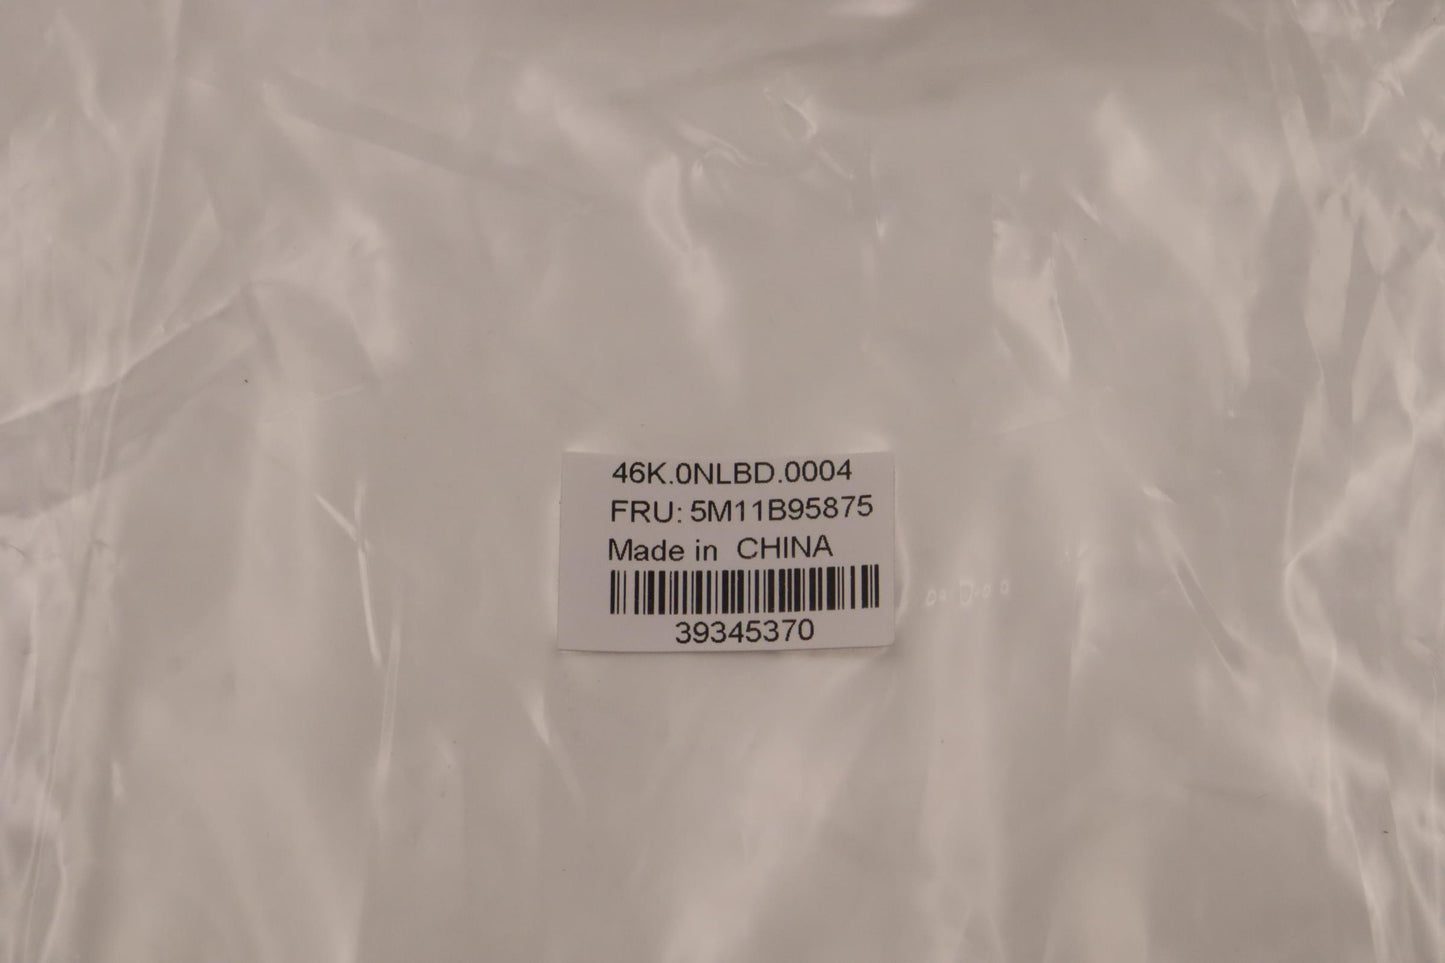 46K.0NLBD.0004
FRU: 5M11B95875
Made in  CHINA
39345370